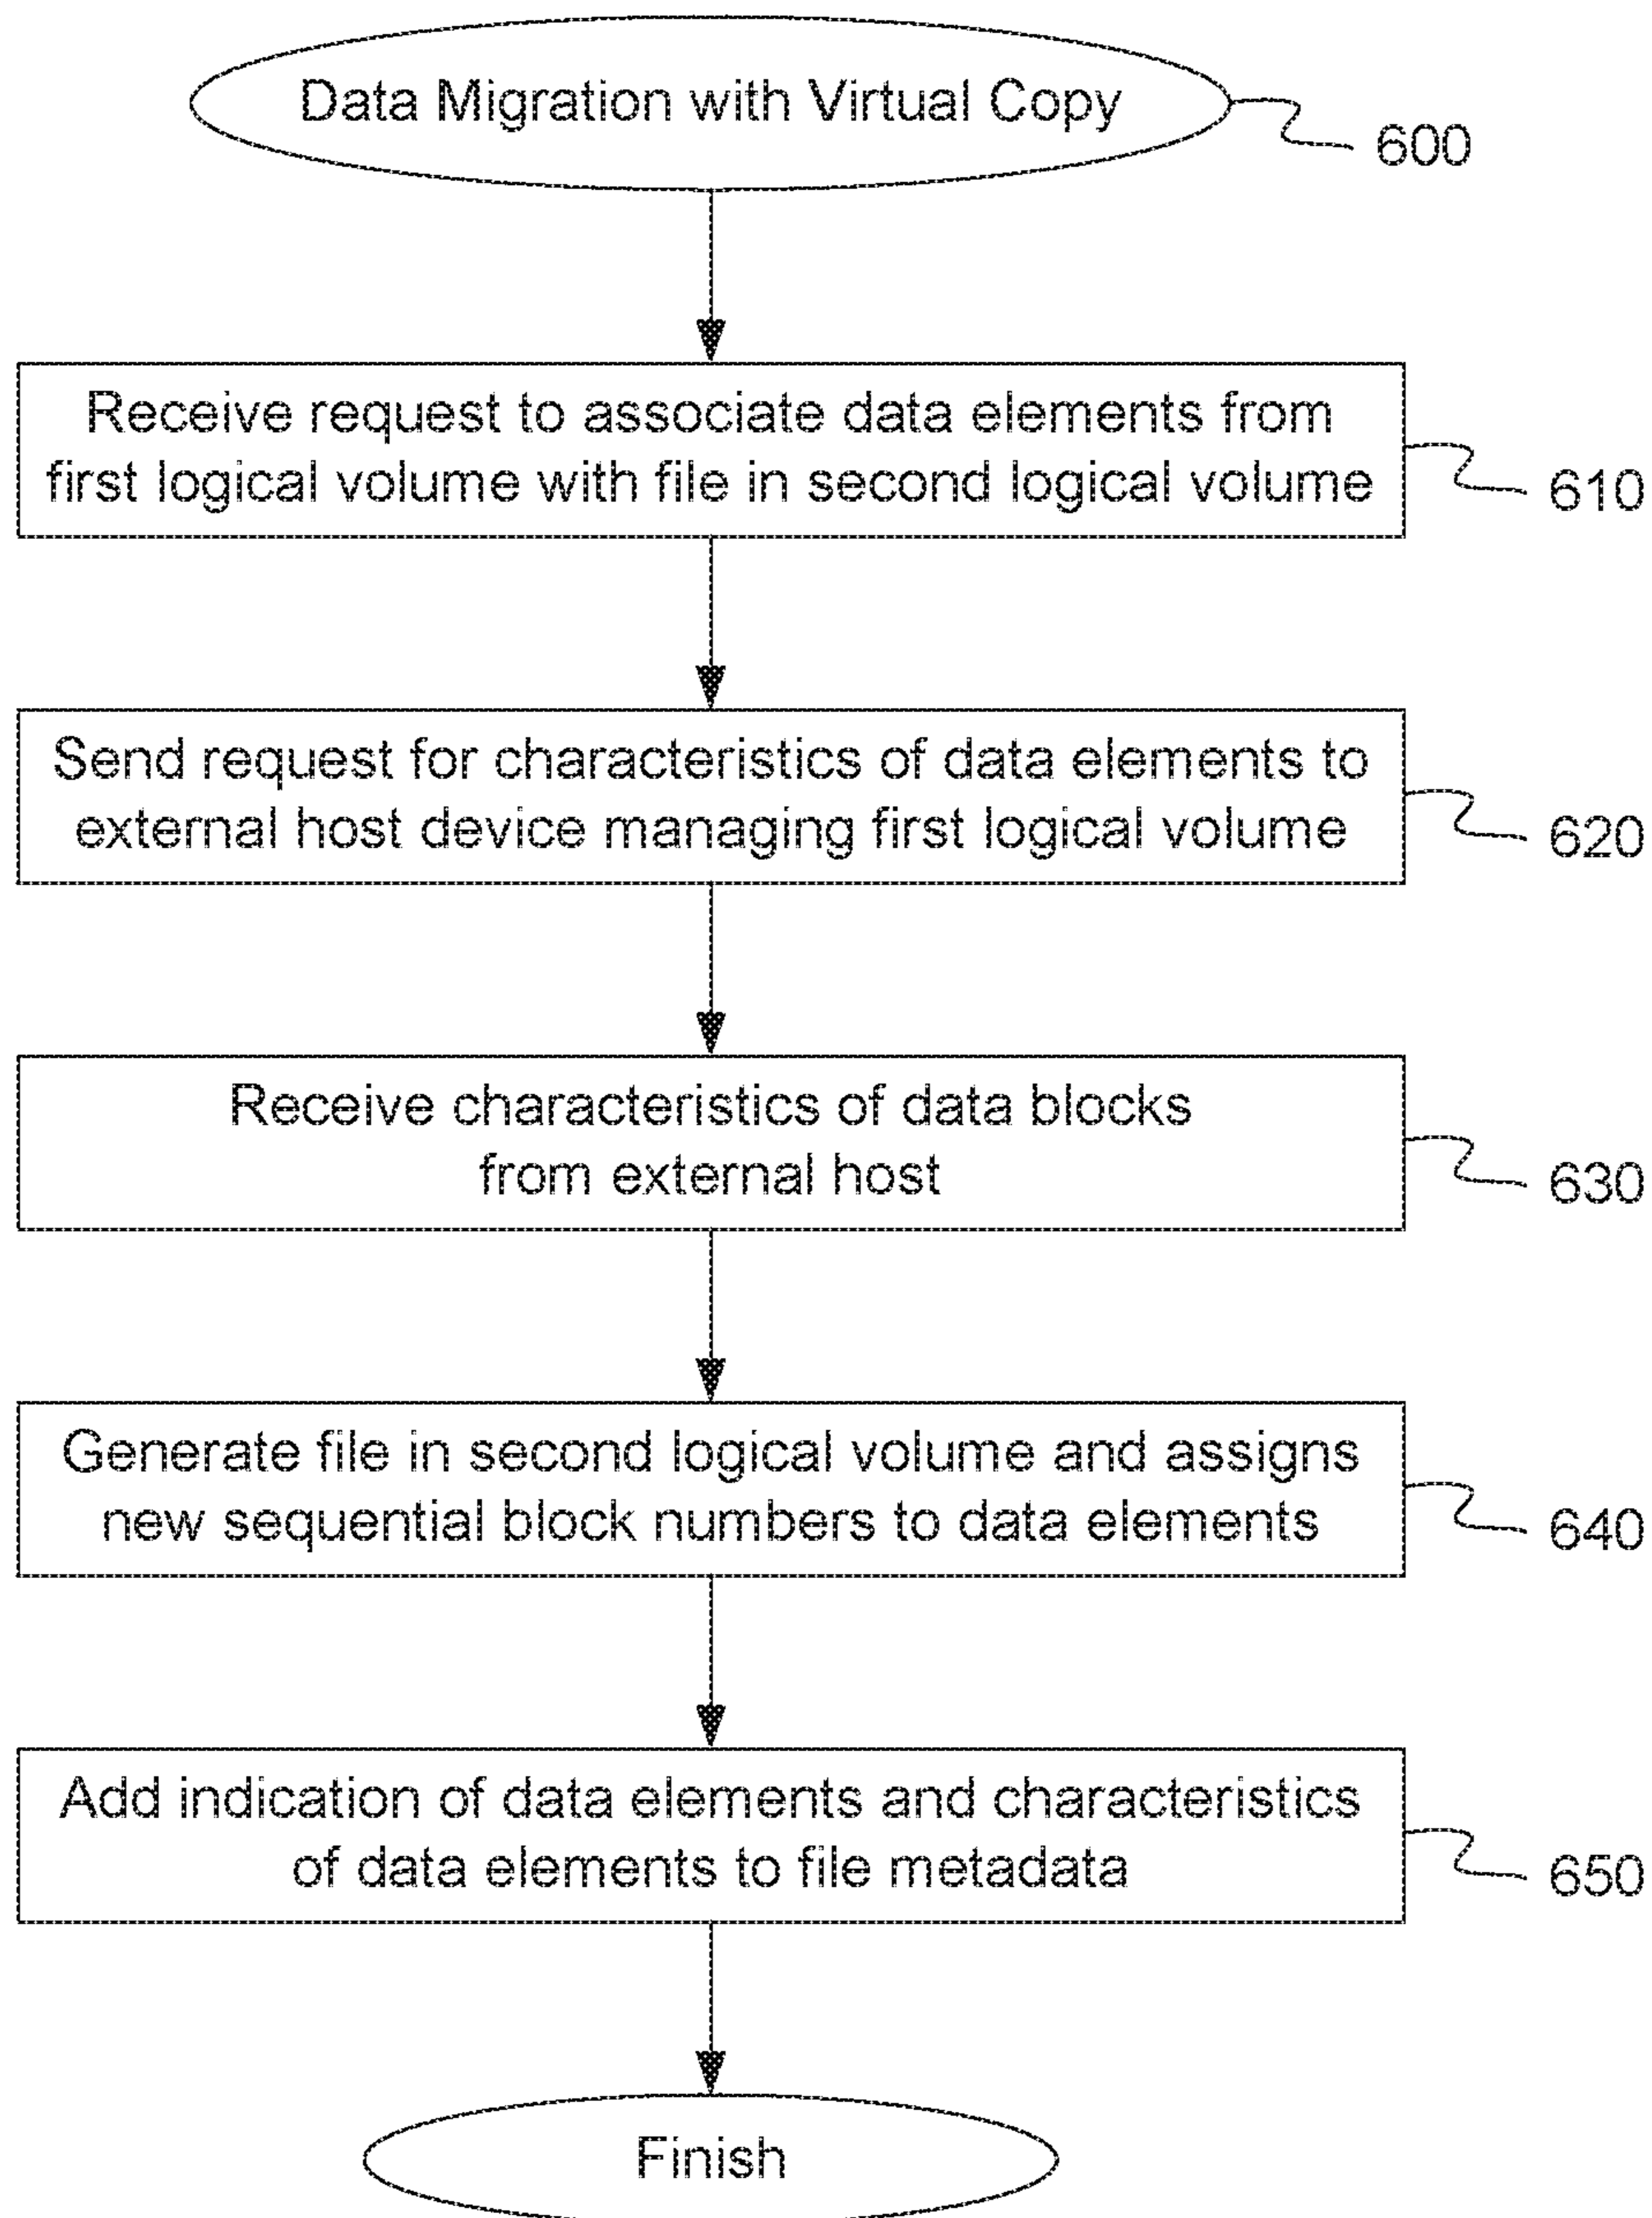 Data Migration with Virtual Copy
600
Receive request to associate data elements from
first logical volume with file in second logical volume
610
Send request for characteristics of data elements to
external host device managing first logical volume
620
Receive characteristics of data blocks
from external host
630
Generate file in second logical volume and assigns
new sequential block numbers to data elements
640
Add indication of data elements and characteristics
of data elements to file metadata
650
Finish